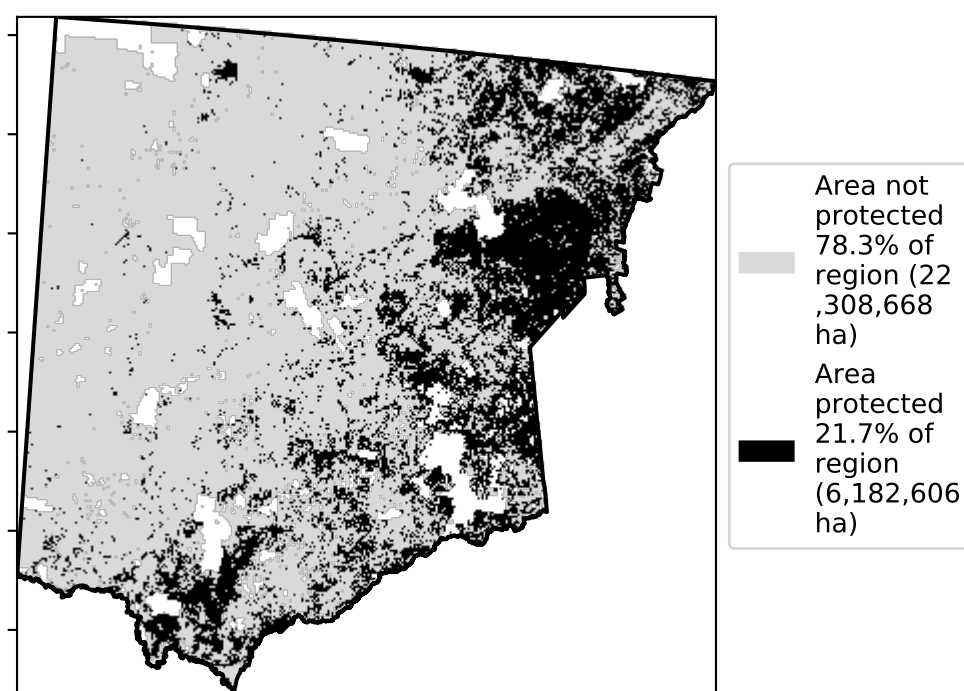 Area not
protected
78.3% of
region (22
,308,668
ha)
Area
protected
21.7% of
region
(6,182,606
ha)